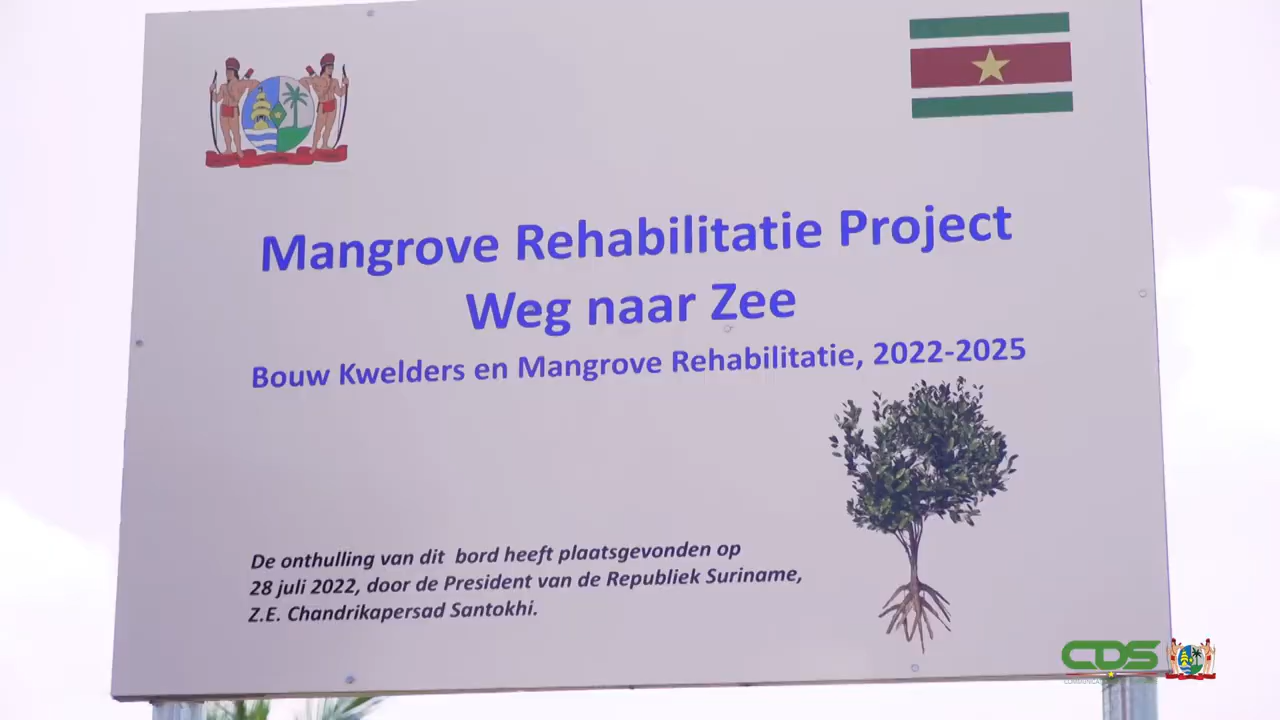 Mangrove Rehabilitatie Project
Weg naar Zee
Bouw Kwelders en Mangrove Rehabilitatie, 2022-2025
De onthulling van dit bord heeft plaatsgevonden op
28 juli 2022, door de President van de Republiek Suriname,
Z.E. Chandrikapersad Santokhi.
CDS